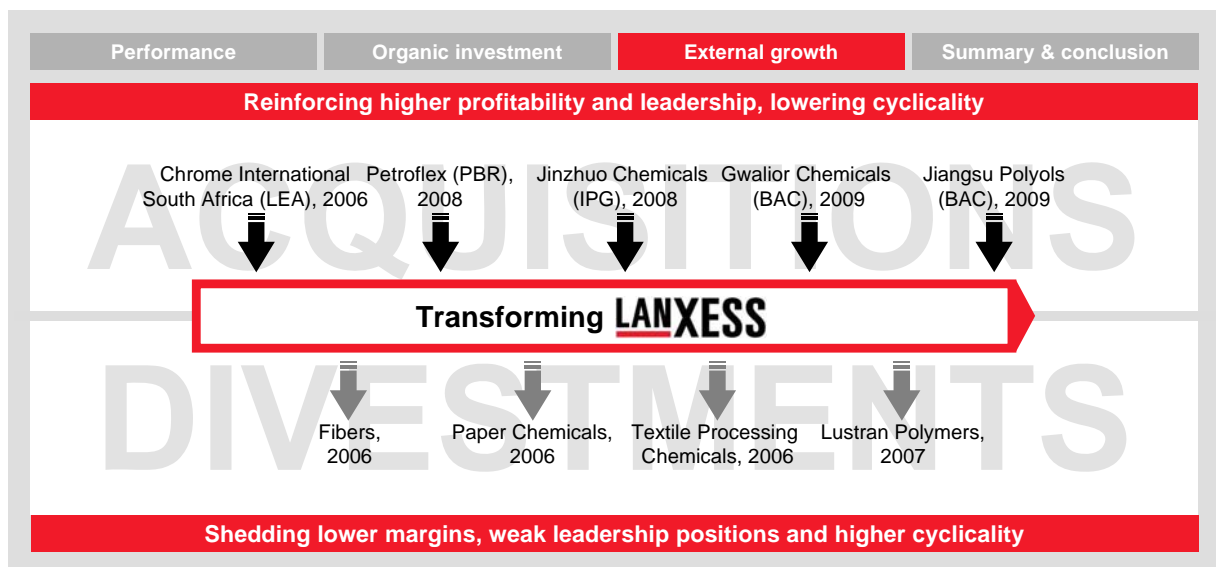 Performance
Organic investment
External growth
Summary & conclusion
Reinforcing higher profitability and leadership, lowering cyclicality
ACQUISITIONS
Chrome International
South Africa (LEA), 2006
Petroflex (PBR),
2008
Jinzhuo Chemicals
(IPG), 2008
Gwalior Chemicals
(BAC), 2009
Jiangsu Polyols
(BAC), 2009
Transforming LANXESS
DIVESTMENTS
Fibers,
2006
Paper Chemicals,
2006
Textile Processing
Chemicals, 2006
Lustran Polymers,
2007
Shedding lower margins, weak leadership positions and higher cyclicality